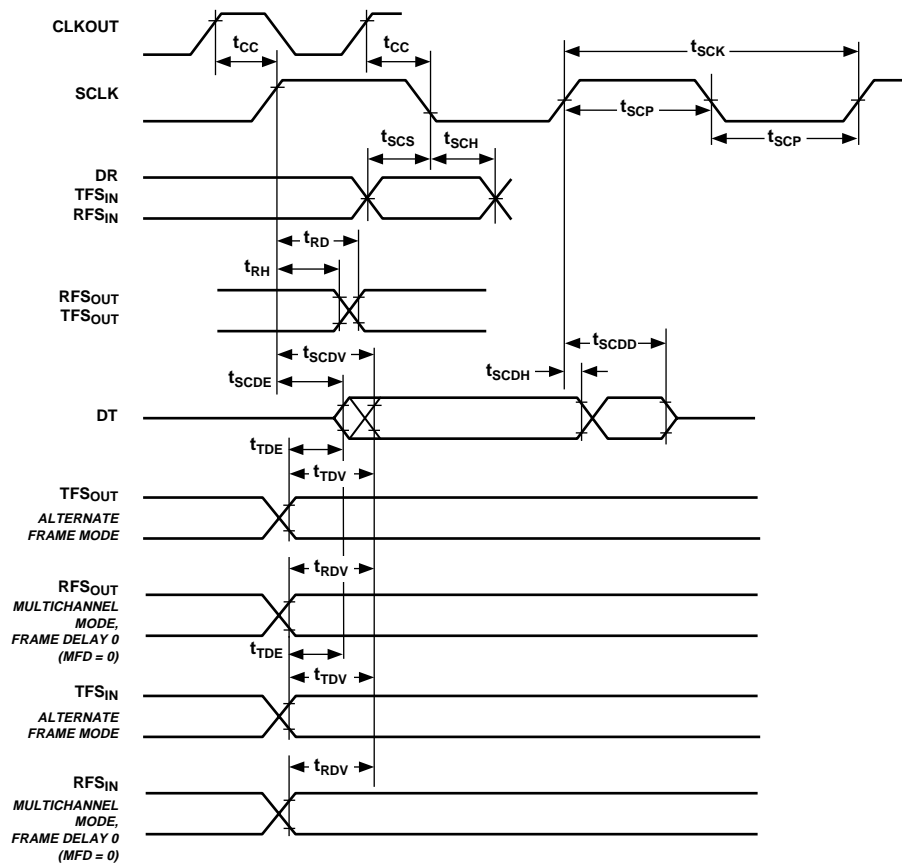 CLKOUT
tCC
tCC
tSCK
SCLK
tSCP
tSCP
tSCS
tSCH
DR
TFSIN
RFSIN
tRD
tRH
RFSOUT
TFSOUT
tSCDV
tSCDD
tSCDE
tSCDH
DT
tTDE
tTDV
TFSOUT
ALTERNATE
FRAME MODE
tRDV
RFSOUT
MULTICHANNEL
MODE,
FRAME DELAY 0
(MFD = 0)
tTDE
tTDV
TFSIN
ALTERNATE
FRAME MODE
tRDV
RFSIN
MULTICHANNEL
MODE,
FRAME DELAY 0
(MFD = 0)